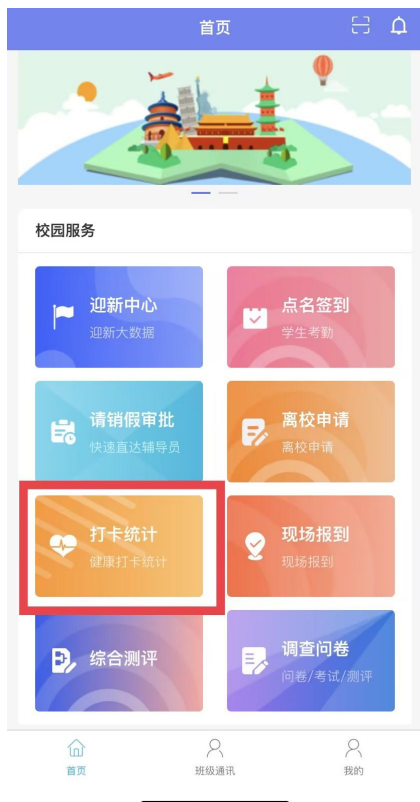 首页
校园服务
迎新中心
迎新大数据
点名签到
学生考勤
请销假审批
快速直达辅导员
离校申请
离校申请
打卡统计
健康打卡统计
现场报到
现场报到
综合测评
调查问卷
问卷/考试/测评
首页
班级通讯
我的